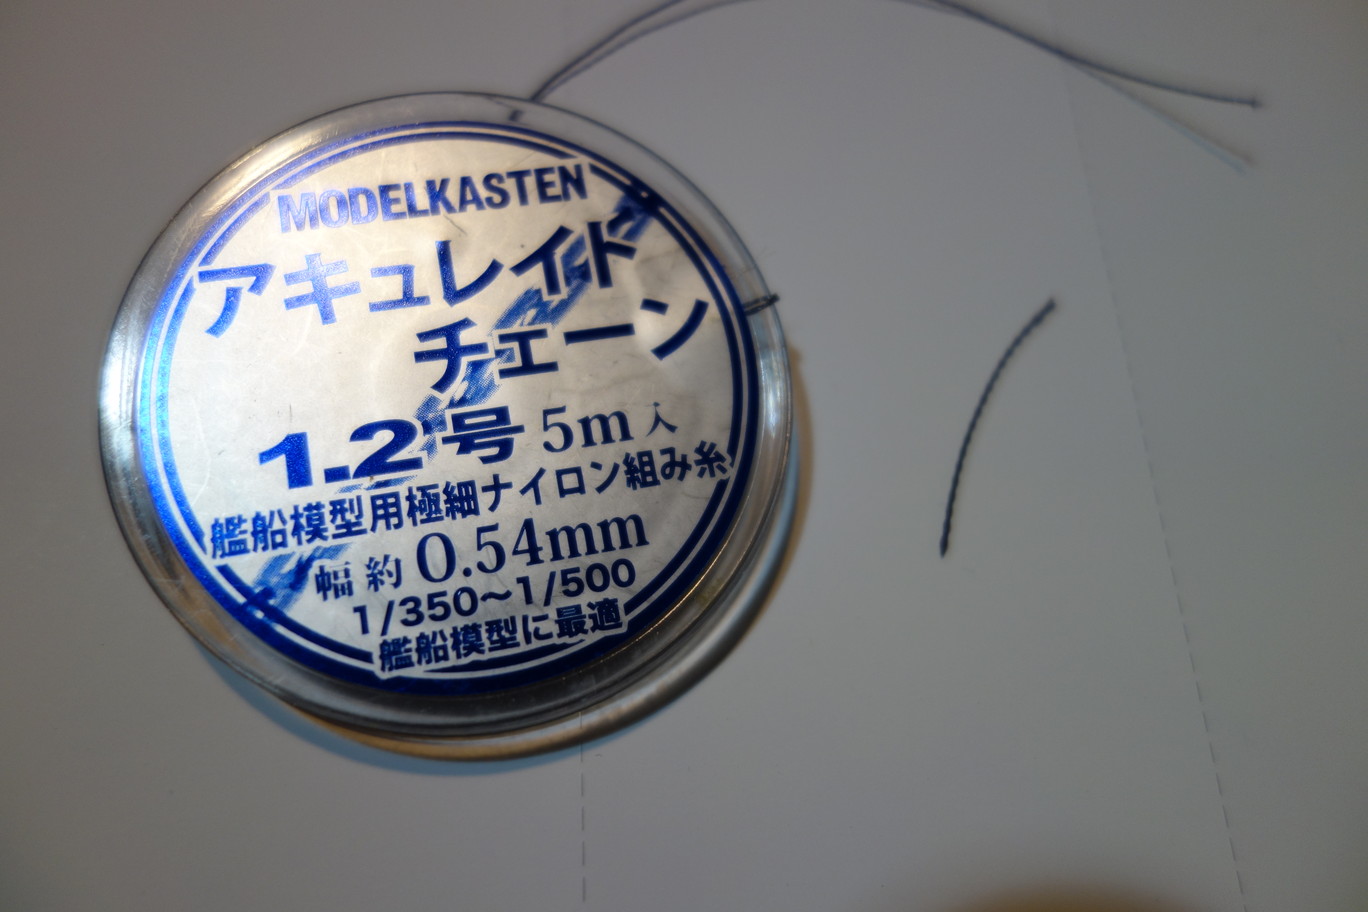 MODELKASTEN
アキュレイド
チェーン
1.2号 5m入
艦船模型用極細ナイロン組み糸
幅 約 0.54mm
1/350〜1/500
艦船模型に最適